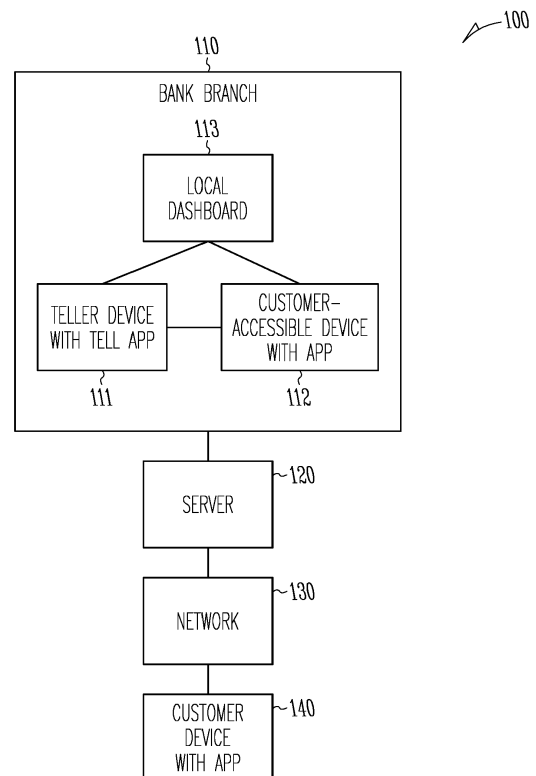 100
110
BANK BRANCH
113
LOCAL
DASHBOARD
TELLER DEVICE
WITH TELL APP
CUSTOMER-
ACCESSIBLE DEVICE
WITH APP
111
112
120
SERVER
130
NETWORK
140
CUSTOMER
DEVICE
WITH APP